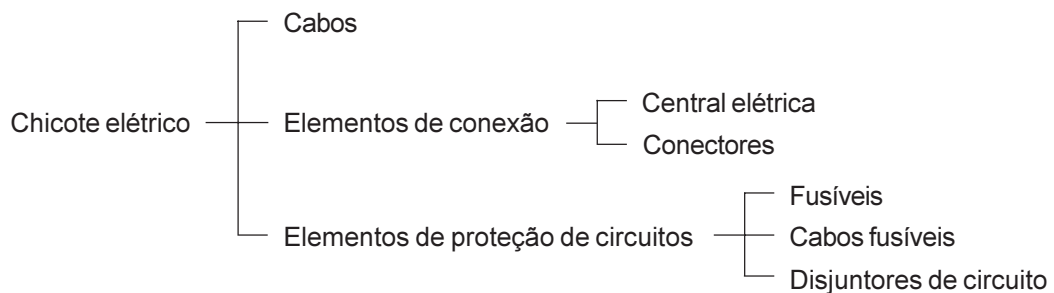 Cabos
Chicote elétrico
Elementos de conexão
Central elétrica
Conectores
Elementos de proteção de circuitos
Fusíveis
Cabos fusíveis
Disjuntores de circuito